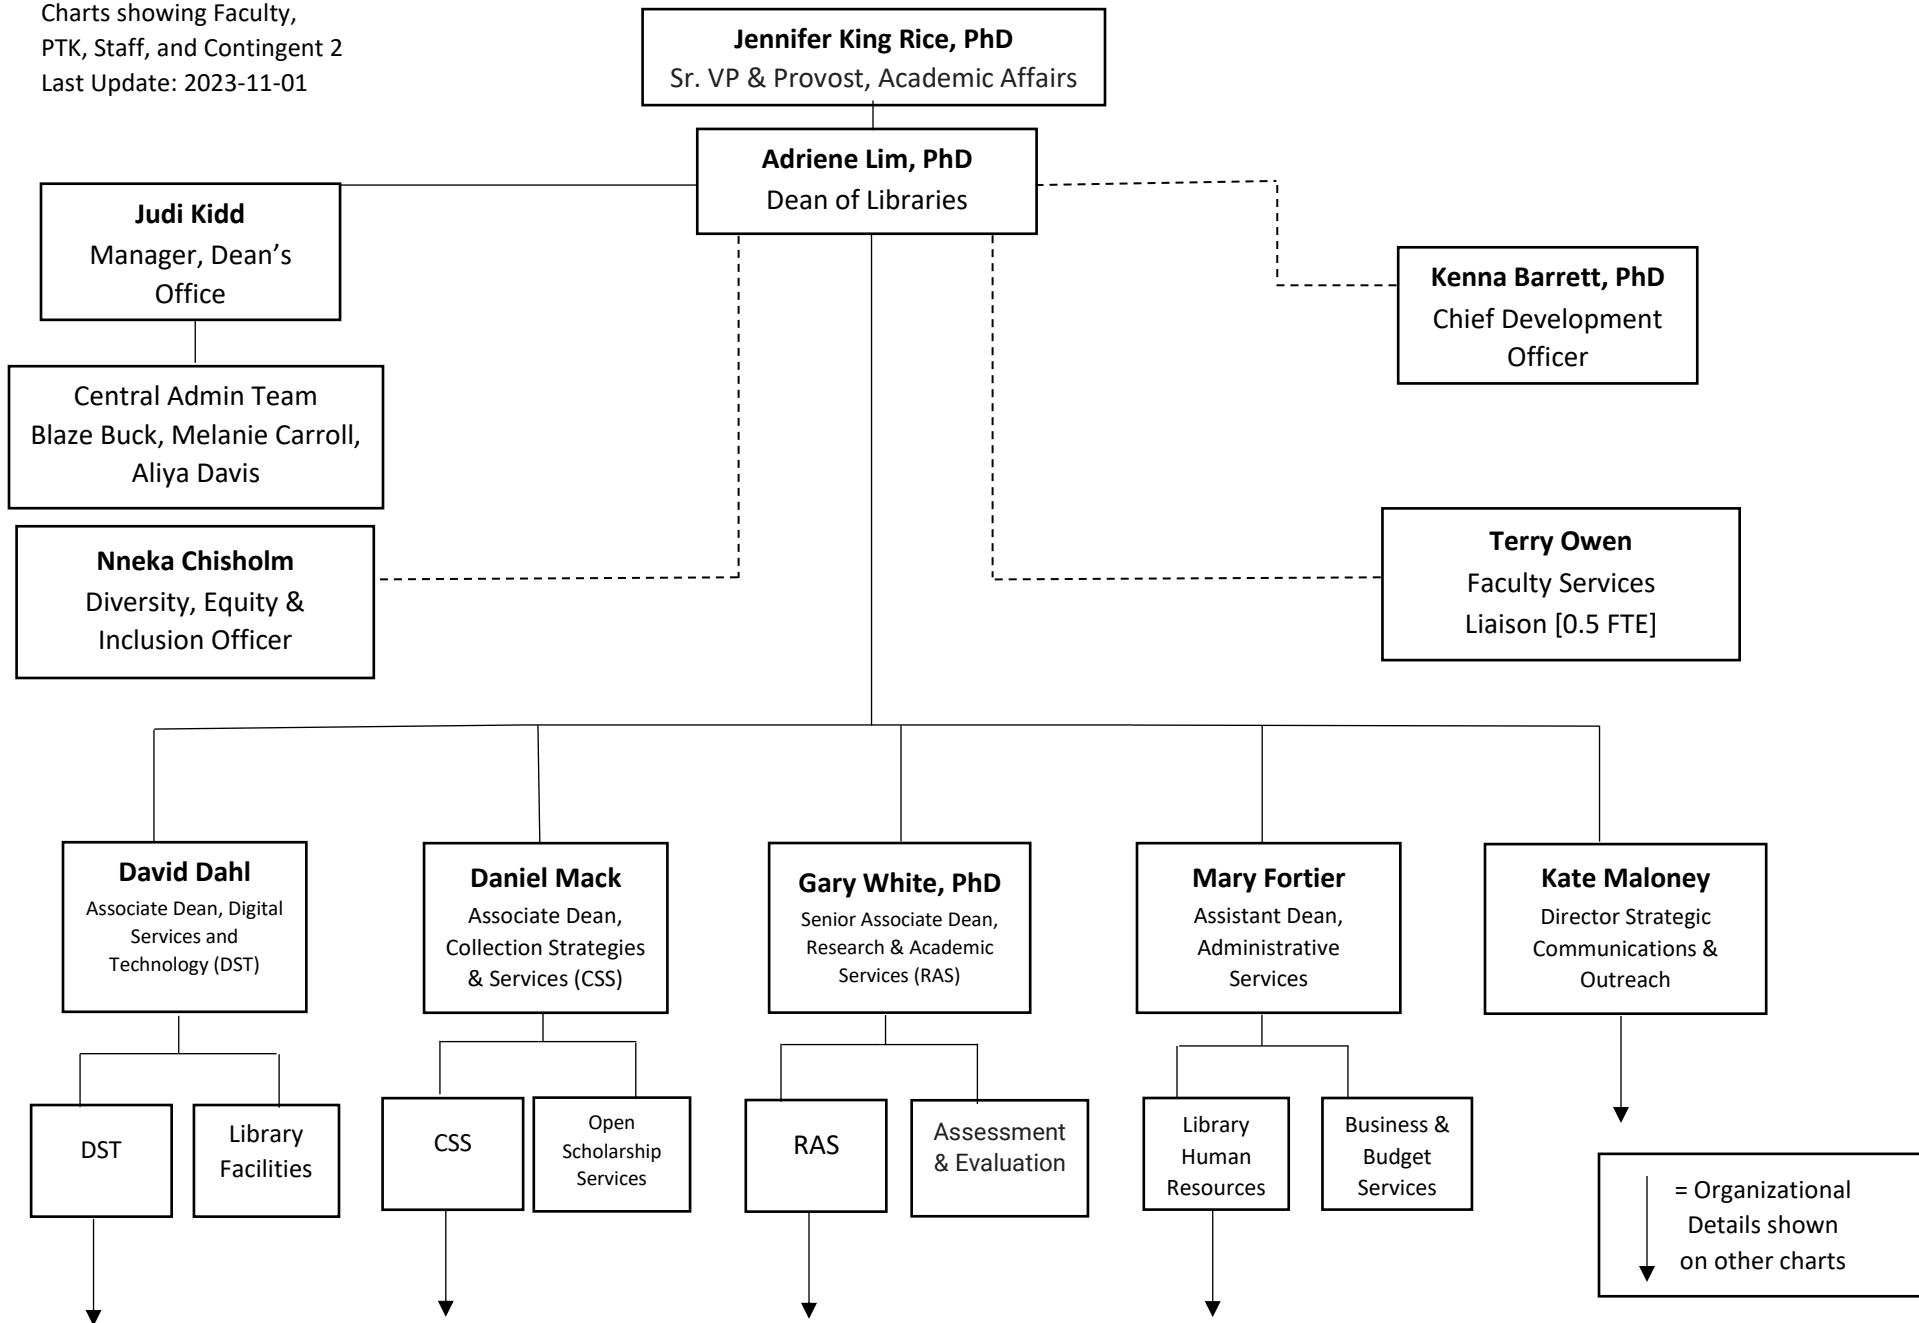 Charts showing Faculty,
PTK, Staff, and Contingent 2
Last Update: 2023-11-01
Jennifer King Rice, PhD
Sr. VP & Provost, Academic Affairs
Adriene Lim, PhD
Dean of Libraries
Judi Kidd
Manager, Dean’s
Office
Kenna Barrett, PhD
Chief Development
Officer
Central Admin Team
Blaze Buck, Melanie Carroll,
Aliya Davis
Nneka Chisholm
Diversity, Equity &
Inclusion Officer
Terry Owen
Faculty Services
Liaison [0.5 FTE]
David Dahl
Associate Dean, Digital
Services and
Technology (DST)
Daniel Mack
Associate Dean,
Collection Strategies
& Services (CSS)
Gary White, PhD
Senior Associate Dean,
Research & Academic
Services (RAS)
Mary Fortier
Assistant Dean,
Administrative
Services
Kate Maloney
Director Strategic
Communications &
Outreach
DST
Library
Facilities
CSS
Open
Scholarship
Services
RAS
Assessment
& Evaluation
Library
Human
Resources
Business &
Budget
Services
= Organizational
Details shown
on other charts